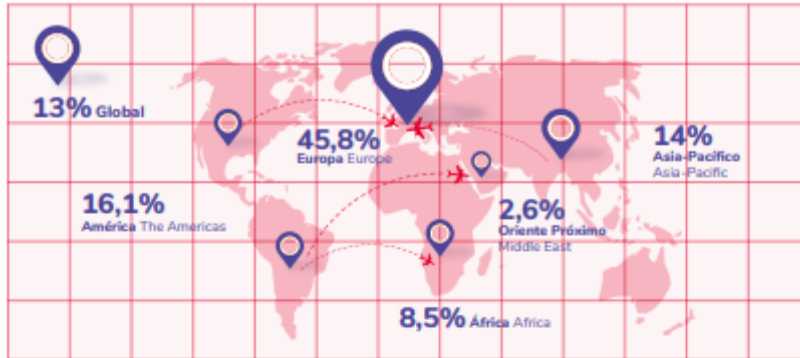 13% Global
45,8%
Europa Europe
14%
Asia-Pacífico
Asia-Pacific
16,1%
América The Americas
2,6%
Oriente Próximo
Middle East
8,5% África Africa